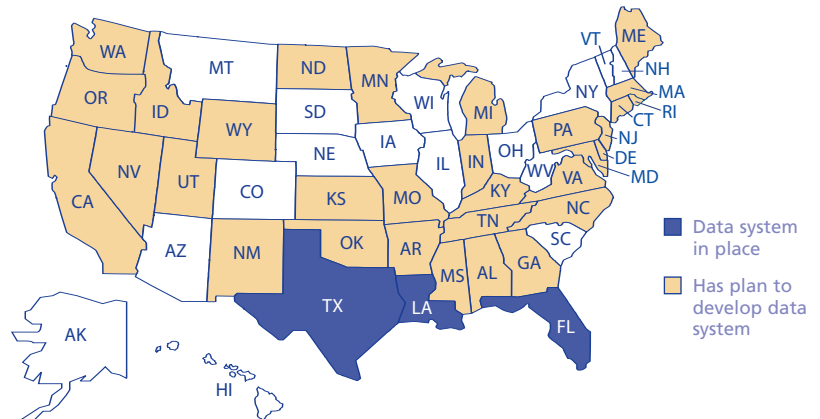 ME
VT
WA
MT
ND
MN
NH
OR
ID
SD
WI
NY
MA
MI
RI
WY
CT
PA
IA
NJ
NE
OH
NV
IN
DE
IL
UT
WV
MD
CO
VA
CA
KS
MO
KY
NC
TN
Data system
in place
OK
AR
SC
AZ
NM
GA
MS
AL
Has plan to
develop data
system
TX
LA
FL
AK
HI